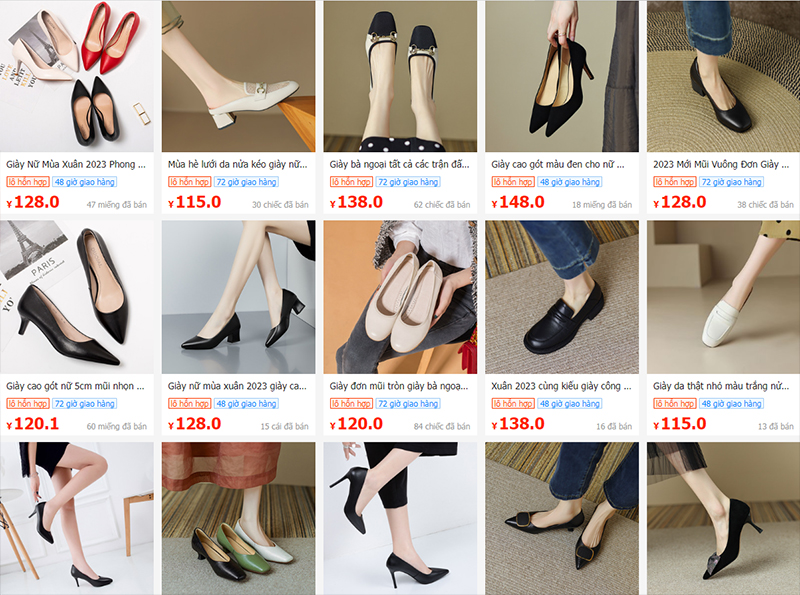 PARIS
Giày Nữ Mùa Xuân 2023 Phong ...
lô hỗn hợp 48 giờ giao hàng
¥ 128.0 47 miếng đã bán
Mùa hè lưới da nửa kéo giày nữ...
lô hỗn hợp 72 giờ giao hàng
¥ 115.0 30 chiếc đã bán
Giày bà ngoại tất cả các trận đấ...
lô hỗn hợp 72 giờ giao hàng
¥ 138.0 62 chiếc đã bán
Giày cao gót màu đen cho nữ ...
lô hỗn hợp 48 giờ giao hàng
¥ 148.0 18 miếng đã bán
2023 Mới Mũi Vuông Đơn Giày ...
lô hỗn hợp 72 giờ giao hàng
¥ 128.0 38 chiếc đã bán
Giày cao gót nữ 5cm mũi nhọn ...
lô hỗn hợp 72 giờ giao hàng
¥ 120.1 60 miếng đã bán
Giày nữ mùa xuân 2023 giày ca...
lô hỗn hợp 48 giờ giao hàng
¥ 128.0 15 cái đã bán
Giày đơn mũi tròn giày bà ngoạ...
lô hỗn hợp 72 giờ giao hàng
¥ 120.0 84 chiếc đã bán
Xuân 2023 cùng kiểu giày công ...
lô hỗn hợp 48 giờ giao hàng
¥ 138.0 16 đã bán
Giày da thật nhỏ màu trắng nử...
lô hỗn hợp 48 giờ giao hàng
¥ 115.0 13 đã bán